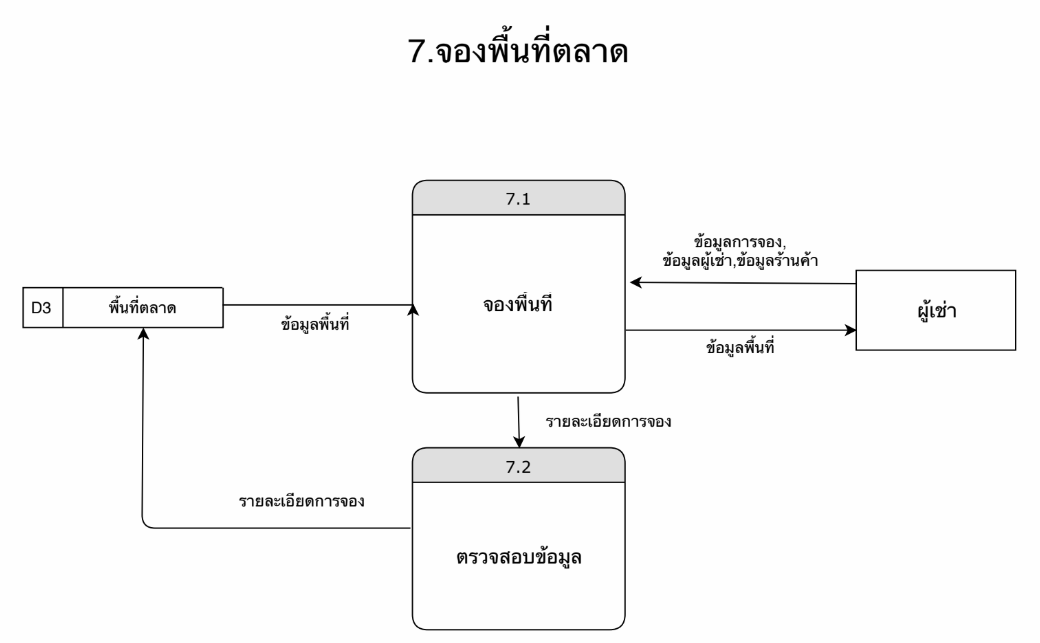 7.จองพื้นที่ตลาด
7.1
จองพื้นที่
ข้อมูลการจอง,
ข้อมูลผู้เช่า,ข้อมูลร้านค้า
ผู้เช่า
D3
พื้นที่ตลาด
ข้อมูลพื้นที่
ข้อมูลพื้นที่
รายละเอียดการจอง
7.2
รายละเอียดการจอง
ตรวจสอบข้อมูล